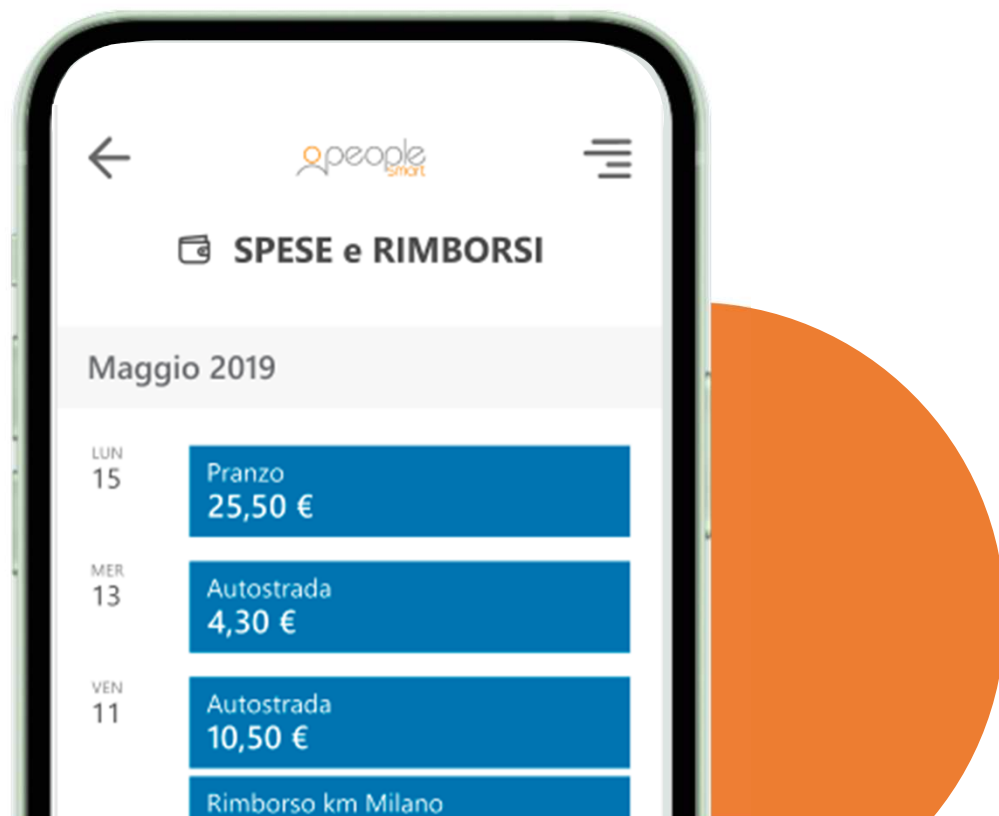 people
smart
SPESE e RIMBORSI
Maggio 2019
LUN
15
Pranzo
25,50 €
MER
13
Autostrada
4,30 €
VEN
11
Autostrada
10,50 €
Rimborso km Milano